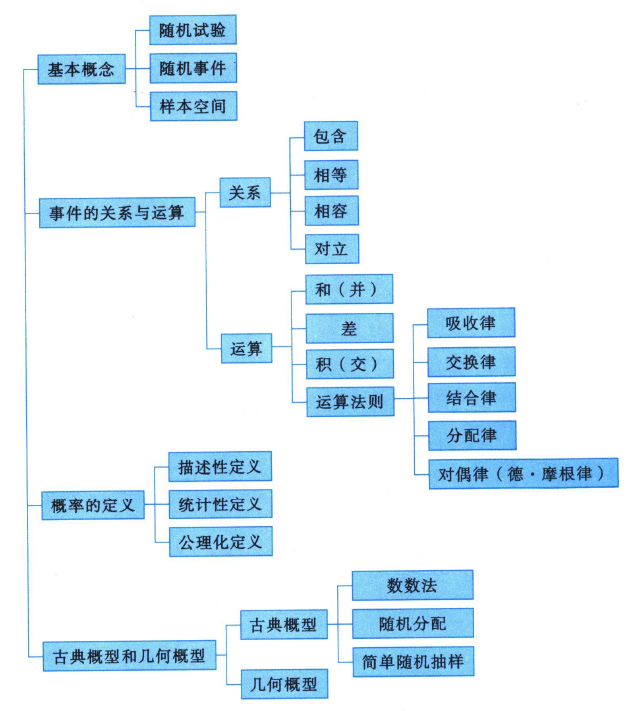 随机试验
基本概念
随机事件
样本空间
事件的关系与运算
关系
包含
相等
相容
对立
运算
和（并）
差
积（交）
运算法则
吸收律
交换律
结合律
分配律
对偶律（德·摩根律）
概率的定义
描述性定义
统计性定义
公理化定义
古典概型和几何概型
古典概型
数数法
随机分配
简单随机抽样
几何概型